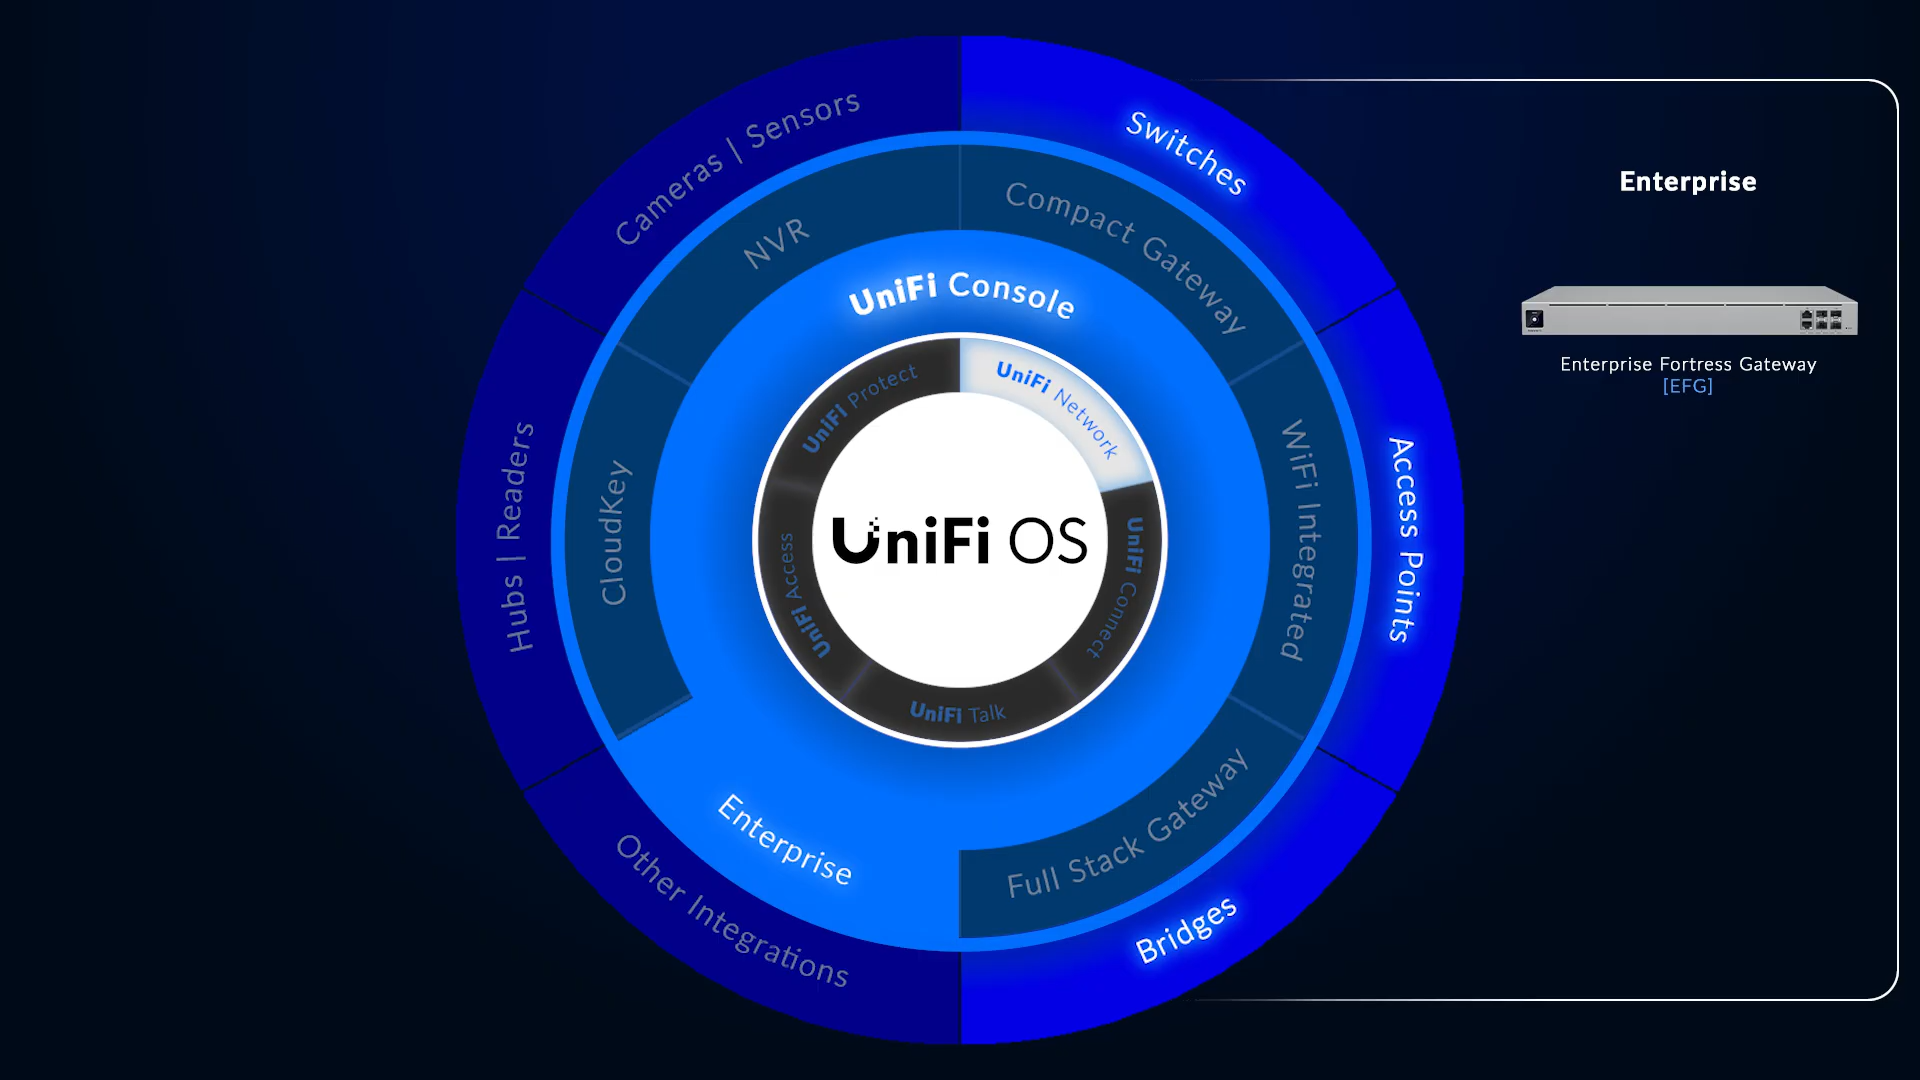 Cameras | Sensors
Switches
Access Points
Bridges
Other Integrations
Hubs | Readers
NVR
Compact Gateway
WiFi Integrated
Full Stack Gateway
Enterprise
CloudKey
UniFi Console
UniFi Protect
UniFi Network
UniFi Connect
UniFi Talk
UniFi Access
UniFi OS
Enterprise
Enterprise Fortress Gateway
[EFG]